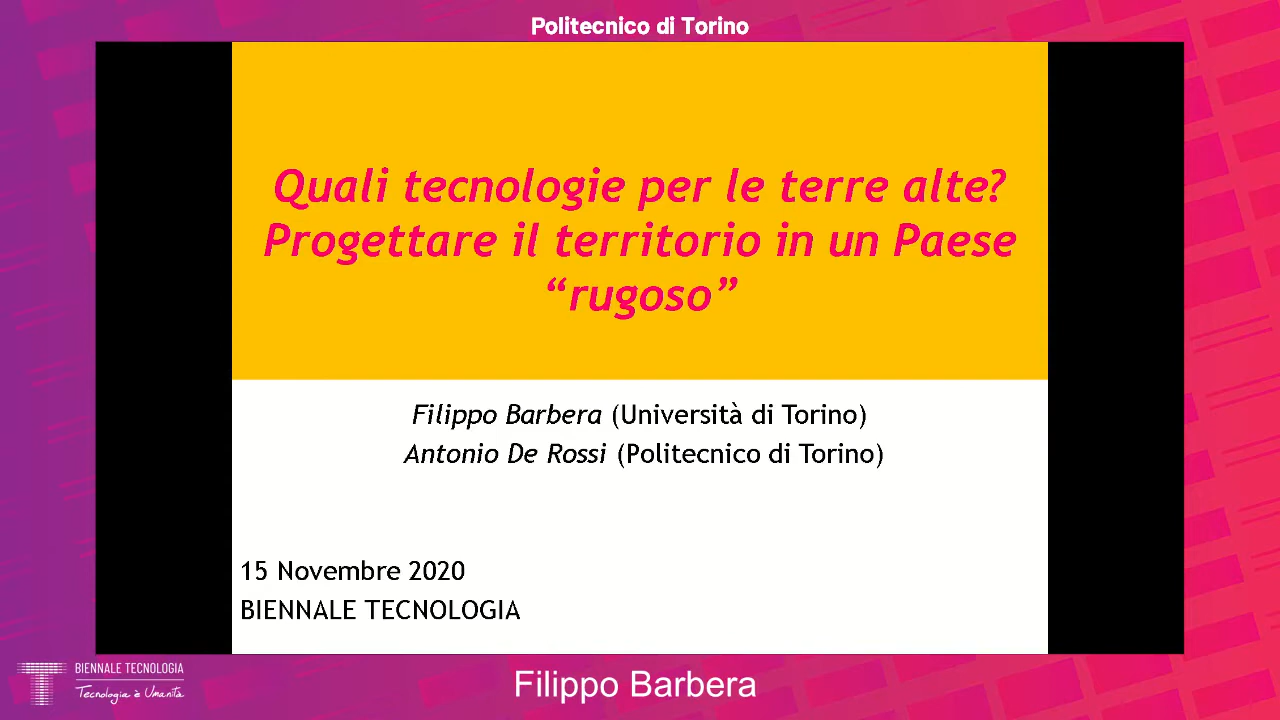 Politecnico di Torino
Quali tecnologie per le terre alte?
Progettare il territorio in un Paese
“rugoso”
Filippo Barbera (Università di Torino)
Antonio De Rossi (Politecnico di Torino)
15 Novembre 2020
BIENNALE TECNOLOGIA
BIENNALE TECNOLOGIA
Tecnologia è Umanità
Filippo Barbera